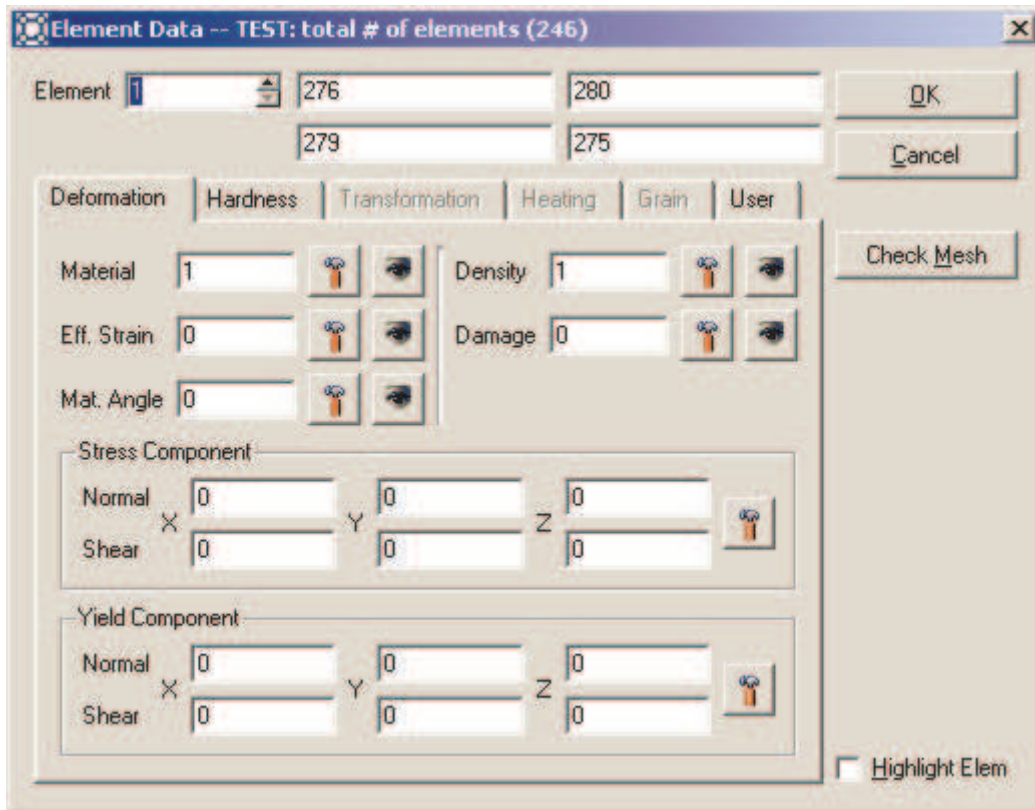 Element Data -- TEST: total # of elements (246)
Element 1 276 280 OK
279 275 Cancel
Deformation Hardness Transformation Heating Grain User
Check Mesh
Material 1 Density 1
Eff. Strain 0 Damage 0
Mat. Angle 0
Stress Component
Normal 0 0 0
X Y Z
Shear 0 0 0
Yield Component
Normal 0 0 0
X Y Z
Shear 0 0 0
Highlight Elem